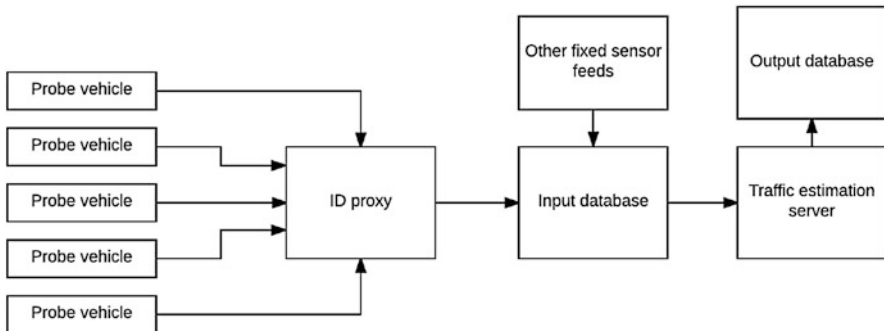 Probe vehicle
Probe vehicle
Probe vehicle
Probe vehicle
Probe vehicle
ID proxy
Other fixed sensor
feeds
Input database
Output database
Traffic estimation
server